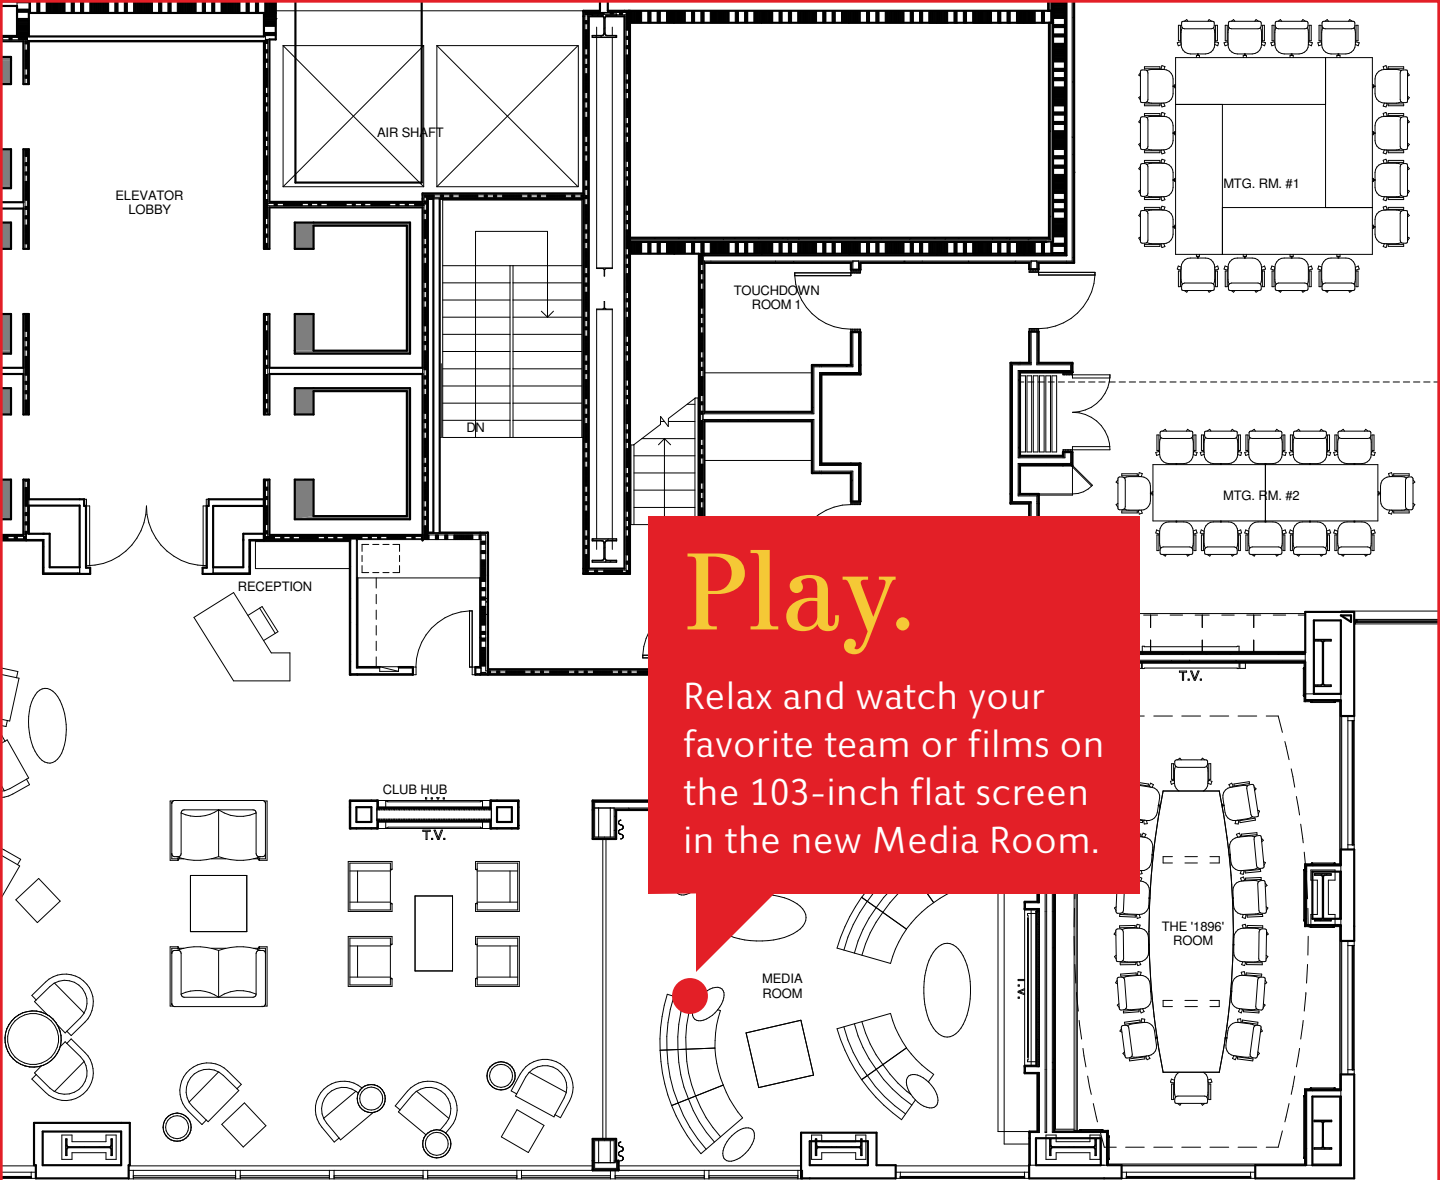 AIR SHAFT
ELEVATOR
LOBBY
MTG. RM. #1
TOUCHDOWN
ROOM 1
DN
MTG. RM. #2
RECEPTION
Play.
Relax and watch your
favorite team or films on
the 103-inch flat screen
in the new Media Room.
T.V.
CLUB HUB
T.V.
THE '1896'
ROOM
MEDIA
ROOM
T.V.